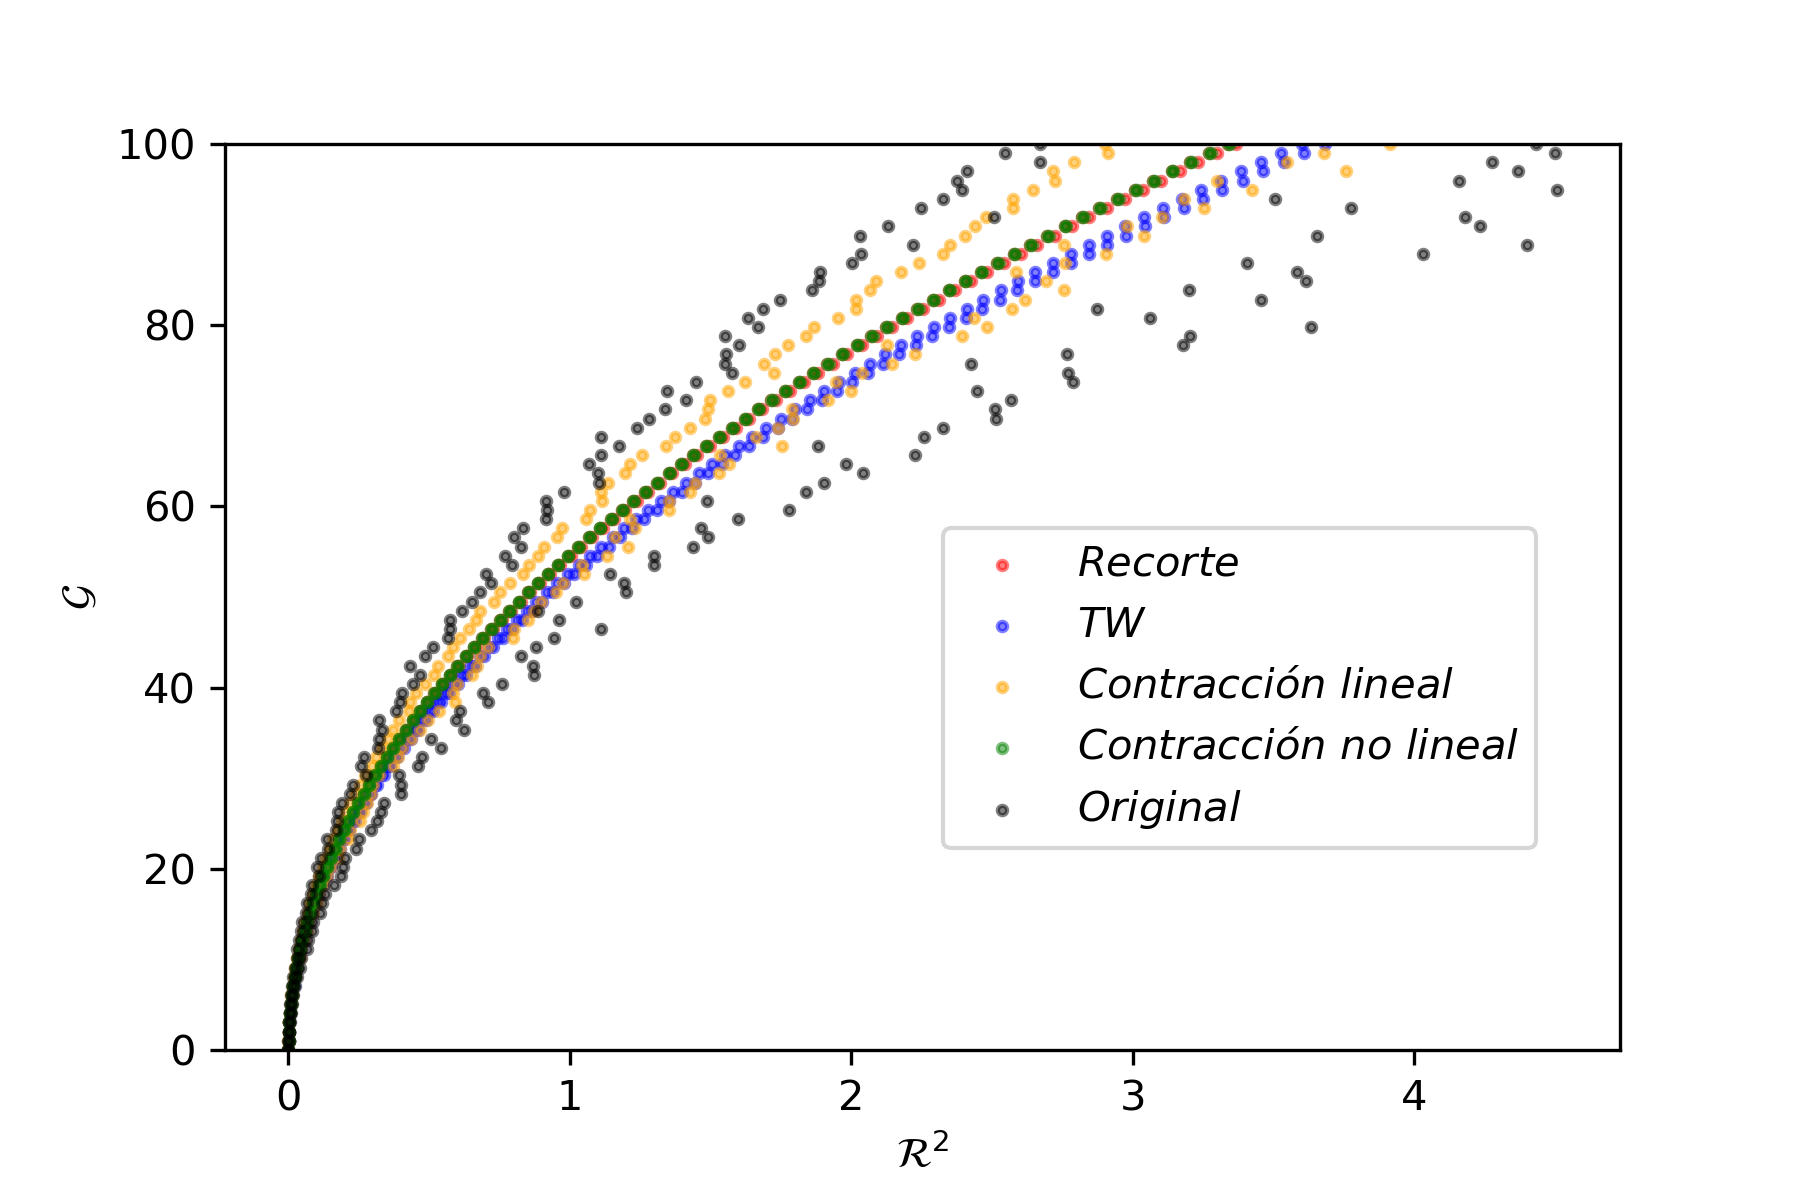 100
80
60
40
20
0
𝒢
Recorte
TW
Contracción lineal
Contracción no lineal
Original
0 1 2 3 4
ℛ²